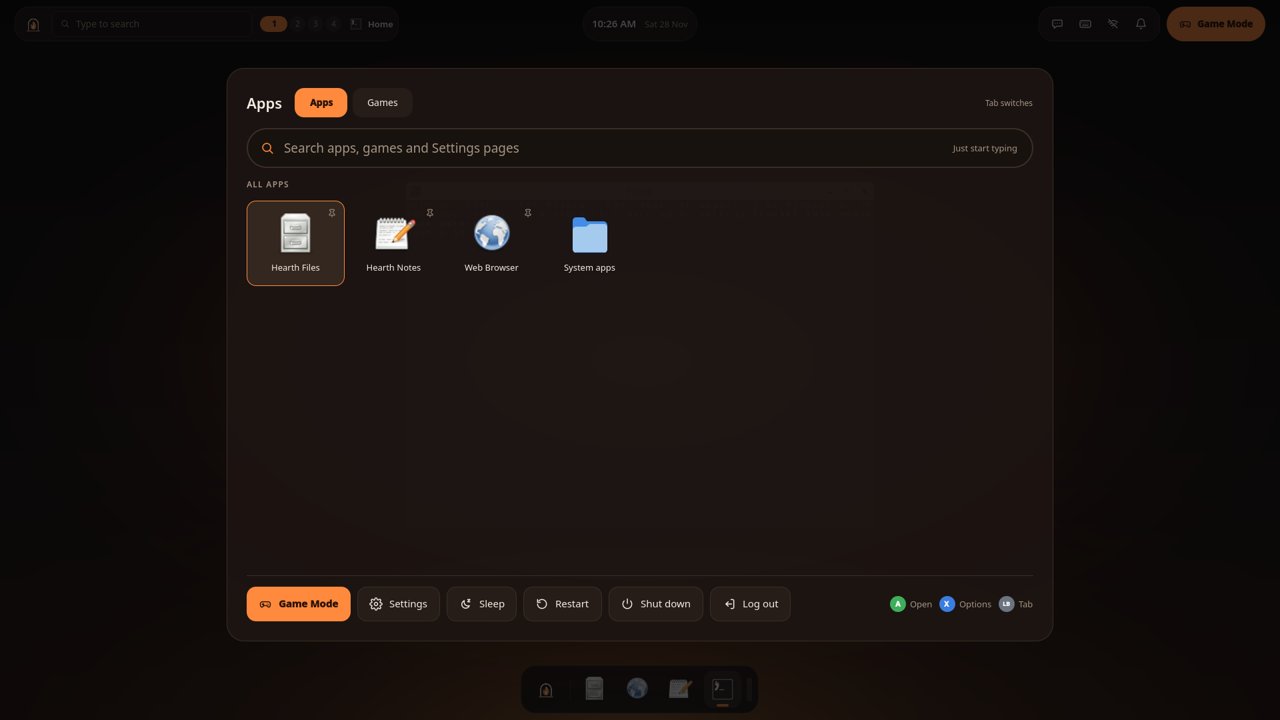 Type to search
1 2 3 4 Home
10:26 AM Sat 28 Nov
Game Mode
Apps Apps Games Tab switches
Search apps, games and Settings pages Just start typing
ALL APPS
Hearth Files Hearth Notes Web Browser System apps
Game Mode Settings Sleep Restart Shut down Log out A Open X Options LB Tab